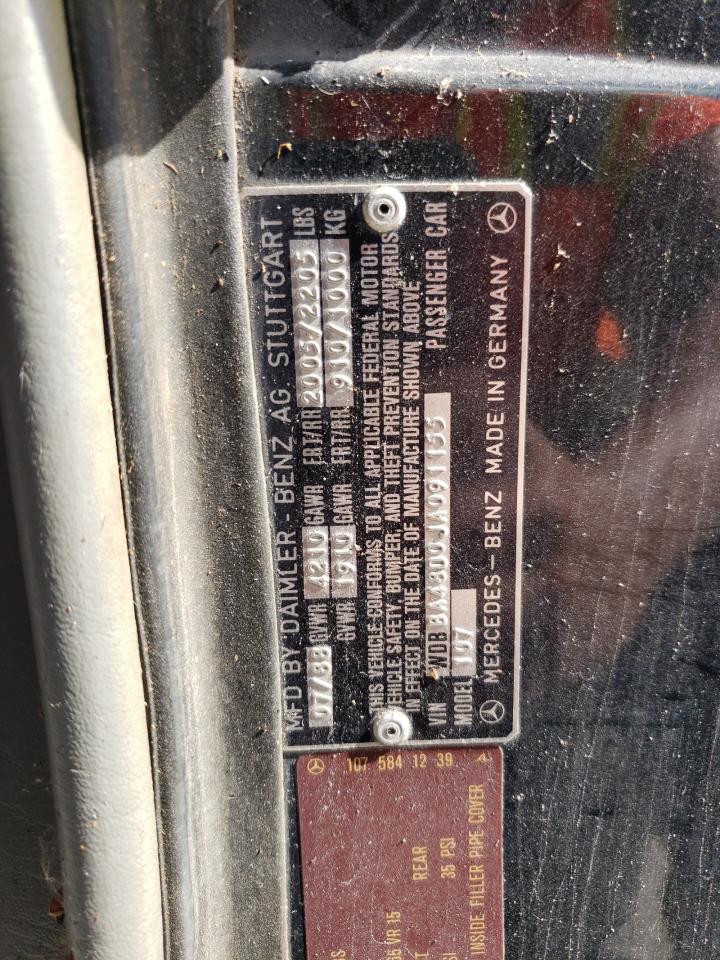 MFD BY DAIMLER - BENZ AG STUTTGART
07/88 GVWR 4210 GAWR FRT/RR 2005/2205 LBS
GVWR 1910 GAWR FRT/RR 910/1000 KG
THIS VEHICLE CONFORMS TO ALL APPLICABLE FEDERAL MOTOR
VEHICLE SAFETY, BUMPER, AND THEFT PREVENTION STANDARDS
IN EFFECT ON THE DATE OF MANUFACTURE SHOWN ABOVE
VIN WDB BA48D0JA091155 PASSENGER CAR
MODEL 107
MERCEDES-BENZ MADE IN GERMANY
107 584 12 39
VR 15
REAR
35 PSI
INSIDE FILLER PIPE COVER